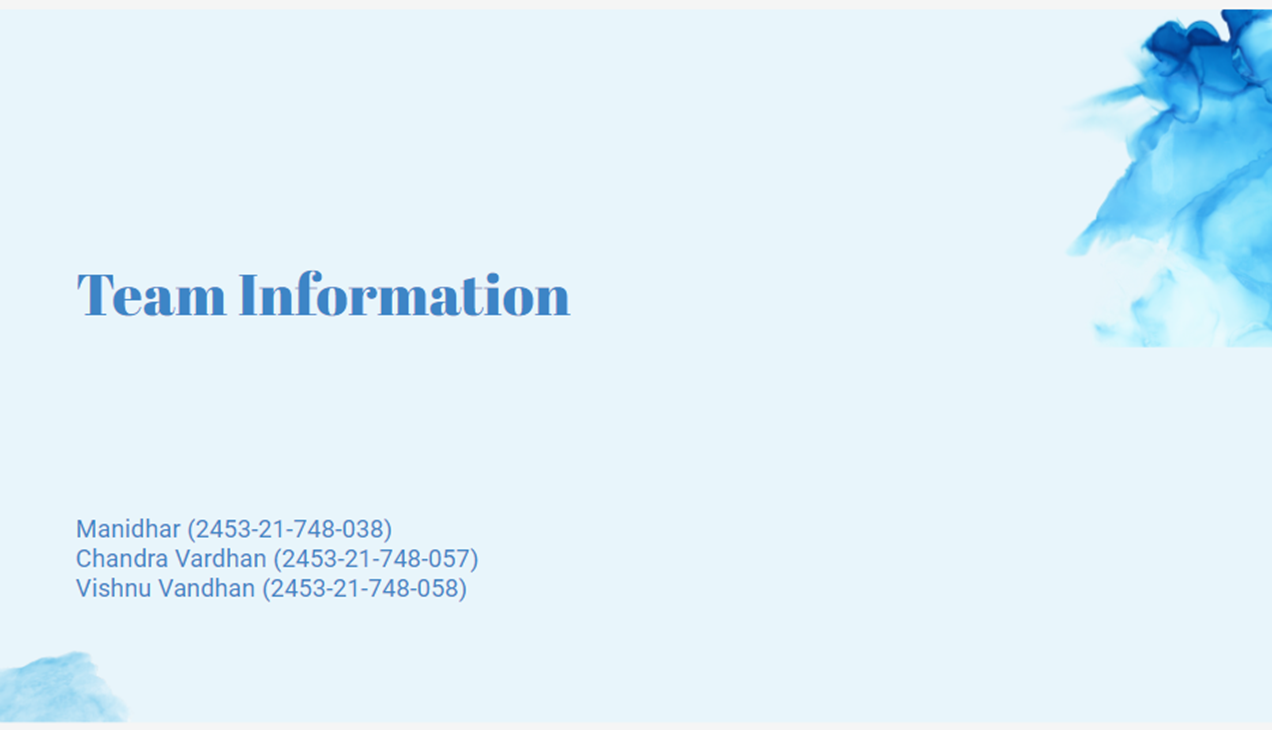 Team Information
Manidhar (2453-21-748-038)
Chandra Vardhan (2453-21-748-057)
Vishnu Vandhan (2453-21-748-058)